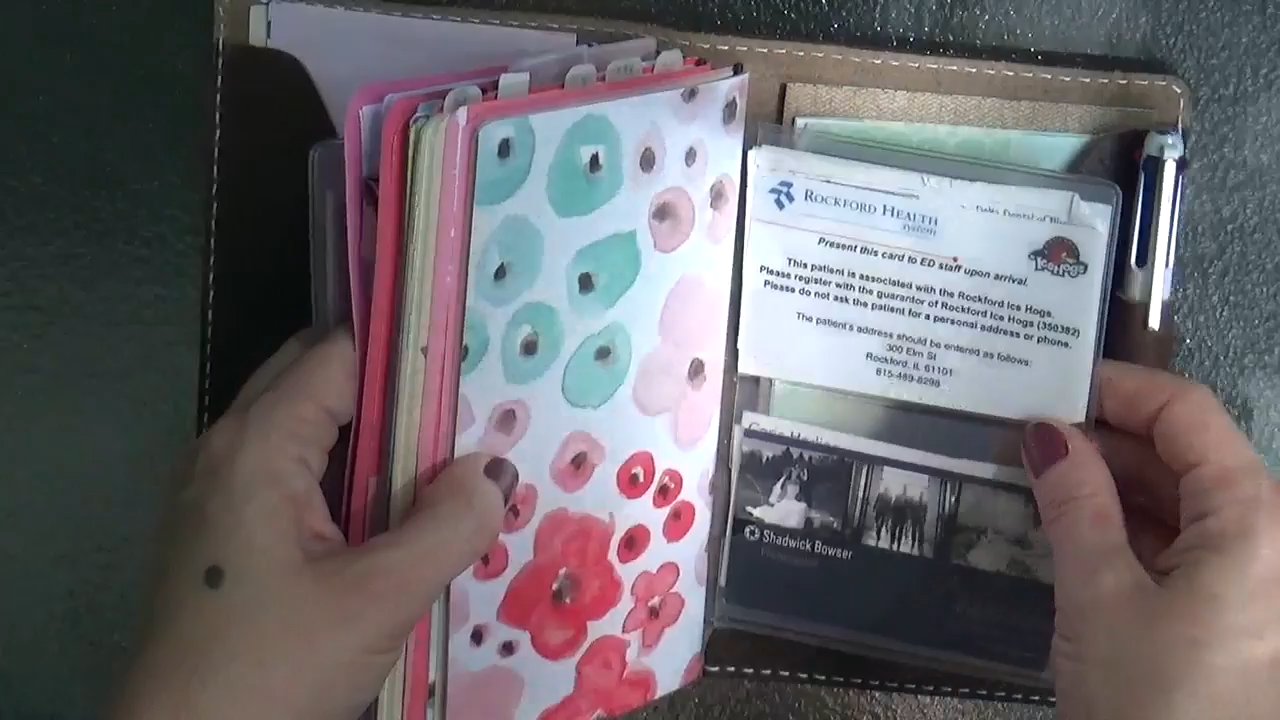 ROCKFORD HEALTH
system
Present this card to ED staff upon arrival.
IceHogs
This patient is associated with the Rockford Ice Hogs.
Please register with the guarantor of Rockford Ice Hogs (350382)
Please do not ask the patient for a personal address or phone.
The patient's address should be entered as follows:
300 Elm St
Rockford, IL 61101
815-489-8298
Shadwick Bowser